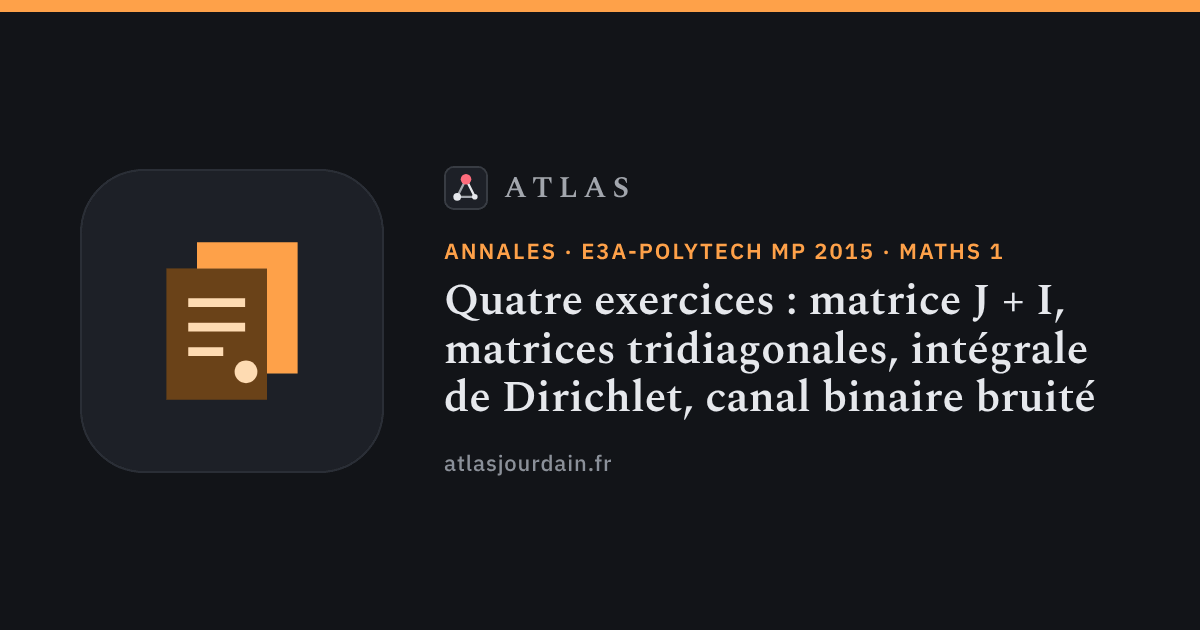 ATLAS
ANNALES · E3A-POLYTECH MP 2015 · MATHS 1
Quatre exercices : matrice J + I,
matrices tridiagonales, intégrale
de Dirichlet, canal binaire bruité
atlasjourdain.fr